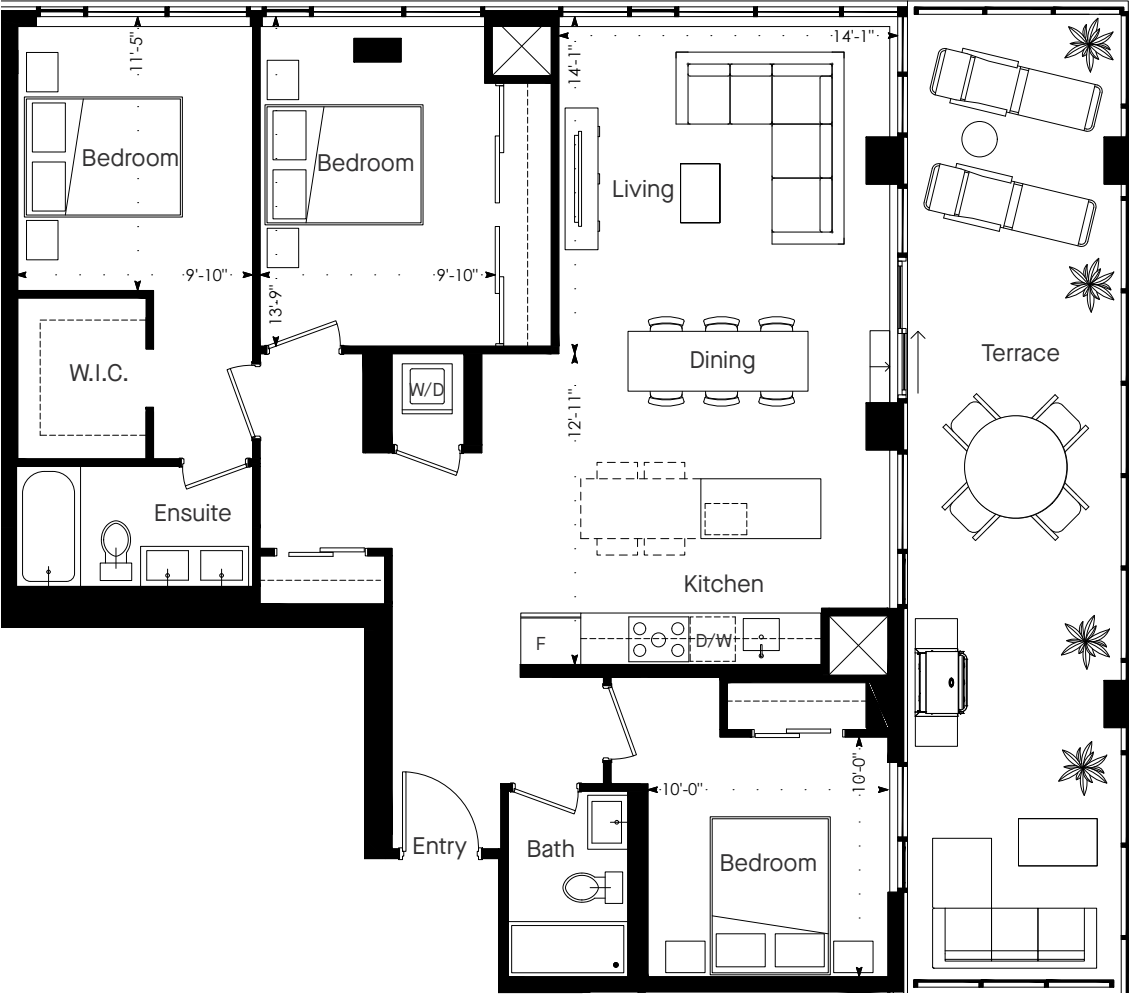 11'-5"
14'-1"
14'-1"
Bedroom
Bedroom
Living
9'-10"
9'-10"
13'-9"
Dining
Terrace
W.I.C.
W/D
12'-11"
Ensuite
Kitchen
F
D/W
10'-0"
10'-0"
Entry
Bath
Bedroom